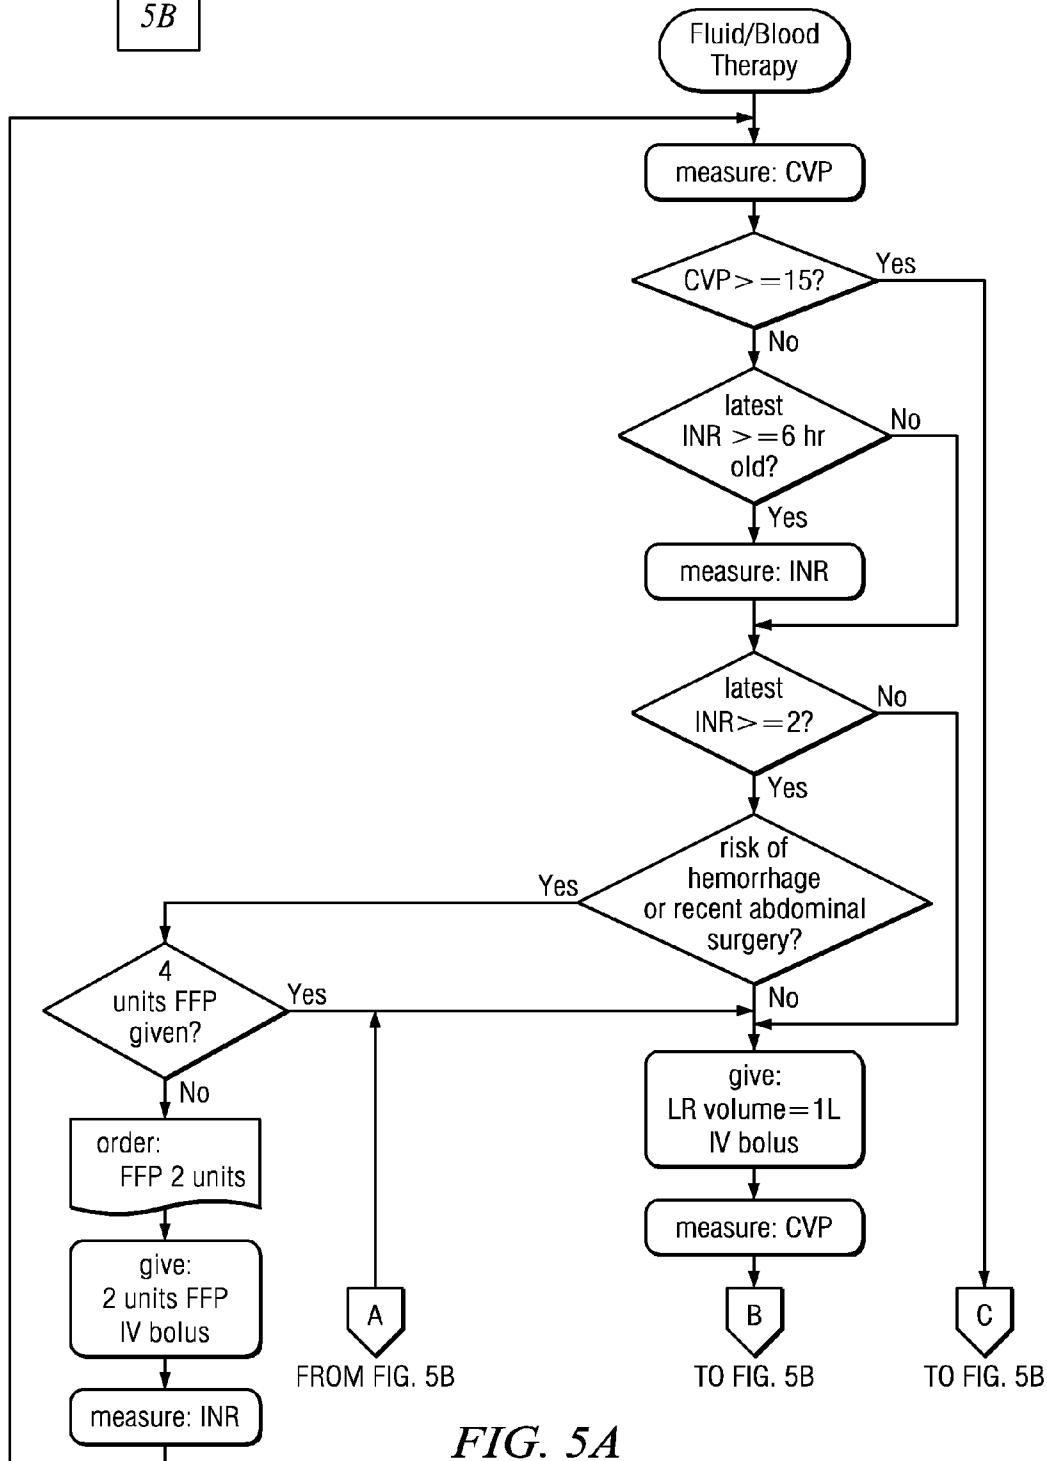 5B
Fluid/Blood
Therapy
measure: CVP
CVP>=15?
Yes
No
latest
INR >=6 hr
old?
No
Yes
measure: INR
latest
INR>=2?
No
Yes
risk of
hemorrhage
or recent abdominal
surgery?
Yes
No
4
units FFP
given?
Yes
No
order:
FFP 2 units
give:
2 units FFP
IV bolus
measure: INR
give:
LR volume=1L
IV bolus
measure: CVP
A
FROM FIG. 5B
B
TO FIG. 5B
C
TO FIG. 5B
FIG. 5A